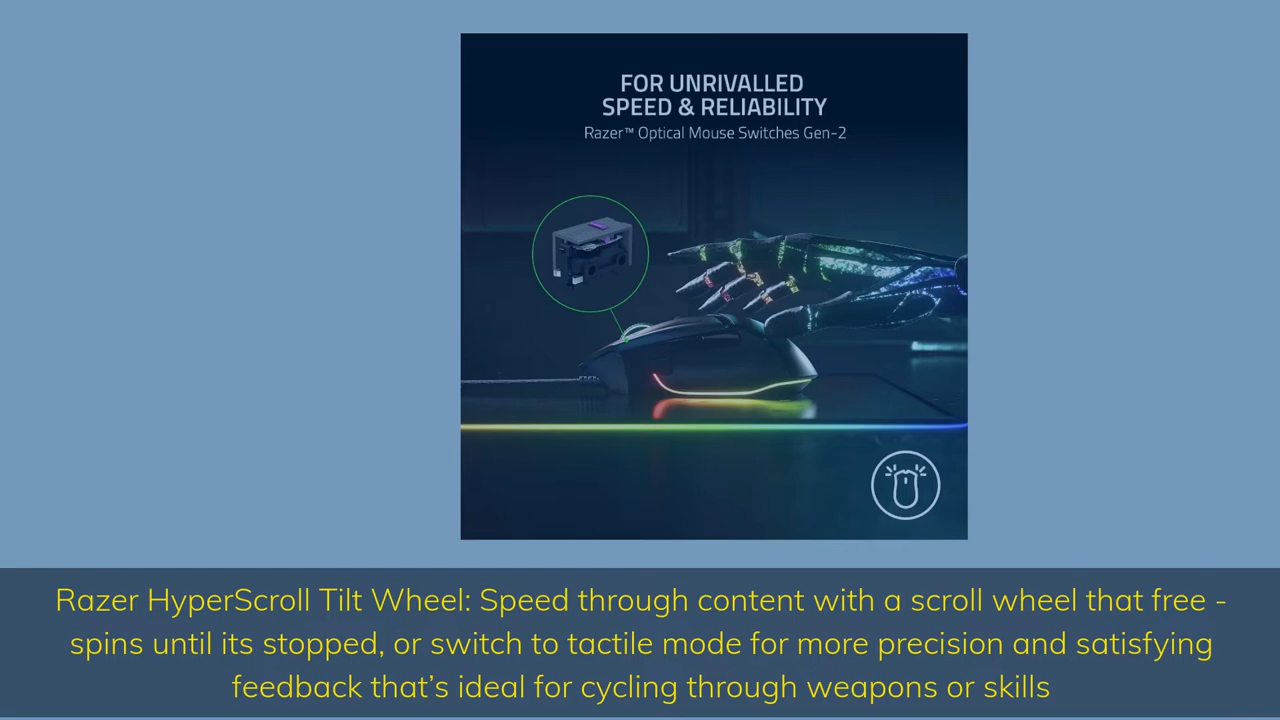 FOR UNRIVALLED
SPEED & RELIABILITY
Razer™ Optical Mouse Switches Gen-2
Razer HyperScroll Tilt Wheel: Speed through content with a scroll wheel that free -
spins until its stopped, or switch to tactile mode for more precision and satisfying
feedback that’s ideal for cycling through weapons or skills